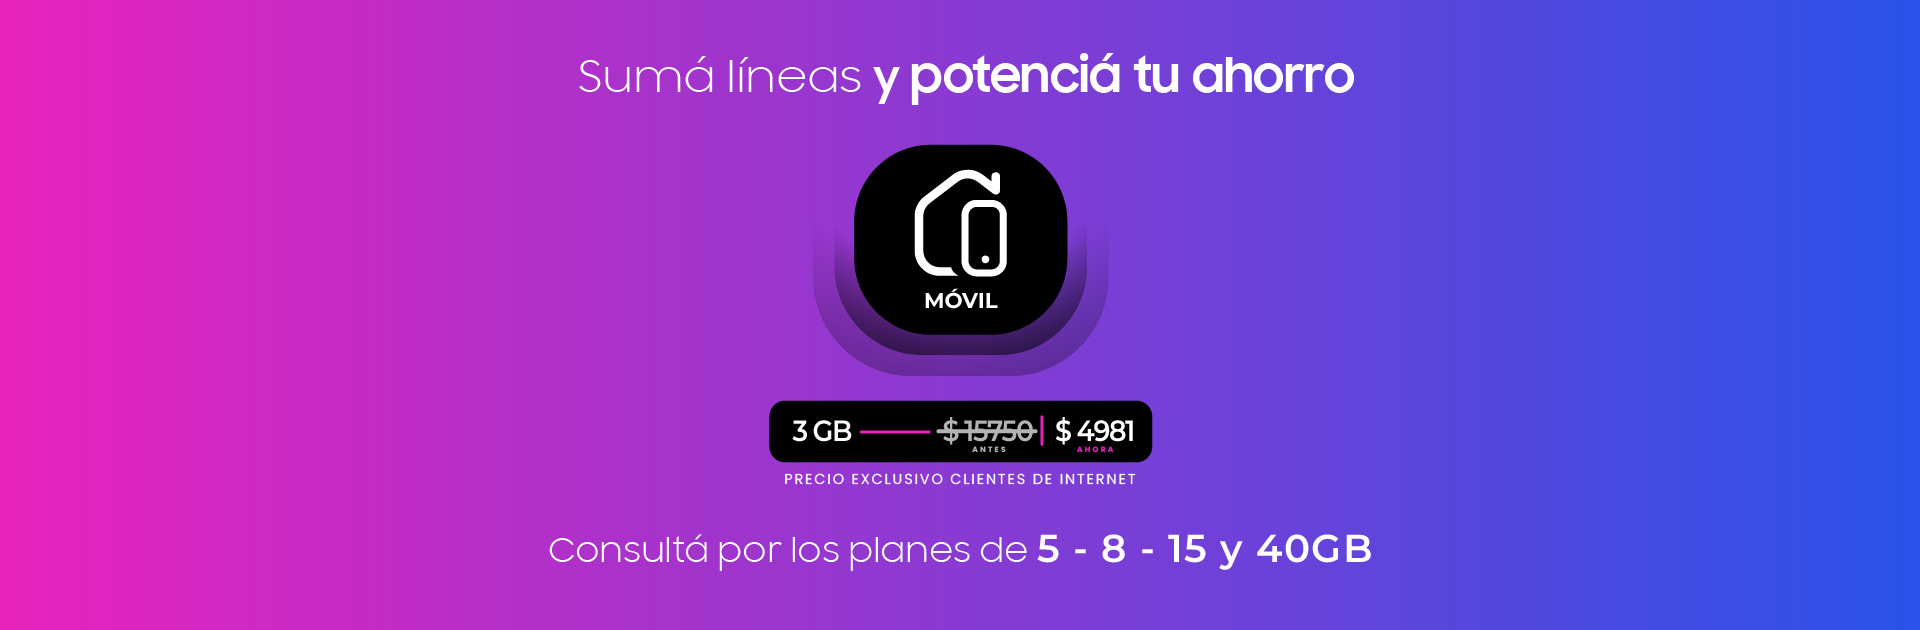 Sumá líneas y potenciá tu ahorro
MÓVIL
3 GB $ 15750 $ 4981
ANTES AHORA
PRECIO EXCLUSIVO CLIENTES DE INTERNET
Consultá por los planes de 5 - 8 - 15 y 40GB